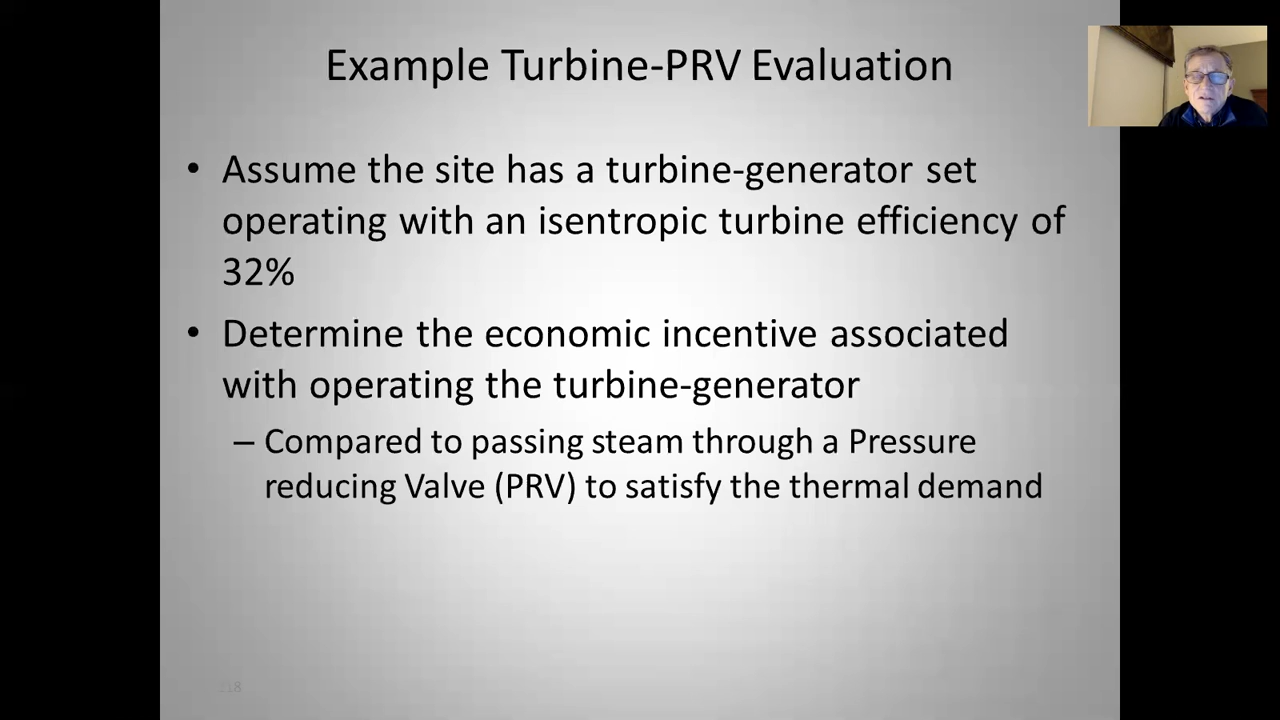 Example Turbine-PRV Evaluation
• Assume the site has a turbine-generator set
operating with an isentropic turbine efficiency of
32%
• Determine the economic incentive associated
with operating the turbine-generator
– Compared to passing steam through a Pressure
reducing Valve (PRV) to satisfy the thermal demand